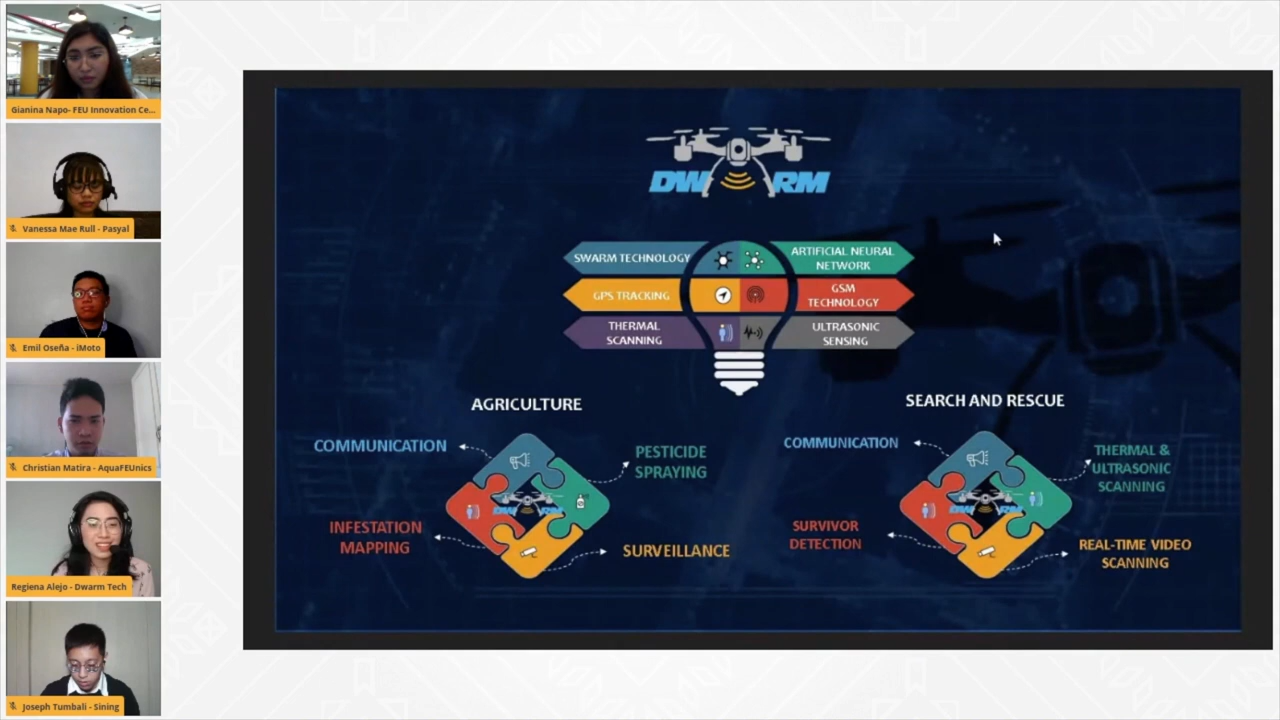 Gianina Napo- FEU Innovation Ce...
Vanessa Mae Rull - Pasyal
Emil Oseña - iMoto
Christian Matira - AquaFEUnics
Regiena Alejo - Dwarm Tech
Joseph Tumbali - Sining
DWARM
SWARM TECHNOLOGY
ARTIFICIAL NEURAL
NETWORK
GPS TRACKING
GSM
TECHNOLOGY
THERMAL
SCANNING
ULTRASONIC
SENSING
AGRICULTURE
COMMUNICATION
PESTICIDE
SPRAYING
INFESTATION
MAPPING
SURVEILLANCE
SEARCH AND RESCUE
COMMUNICATION
THERMAL &
ULTRASONIC
SCANNING
SURVIVOR
DETECTION
REAL-TIME VIDEO
SCANNING